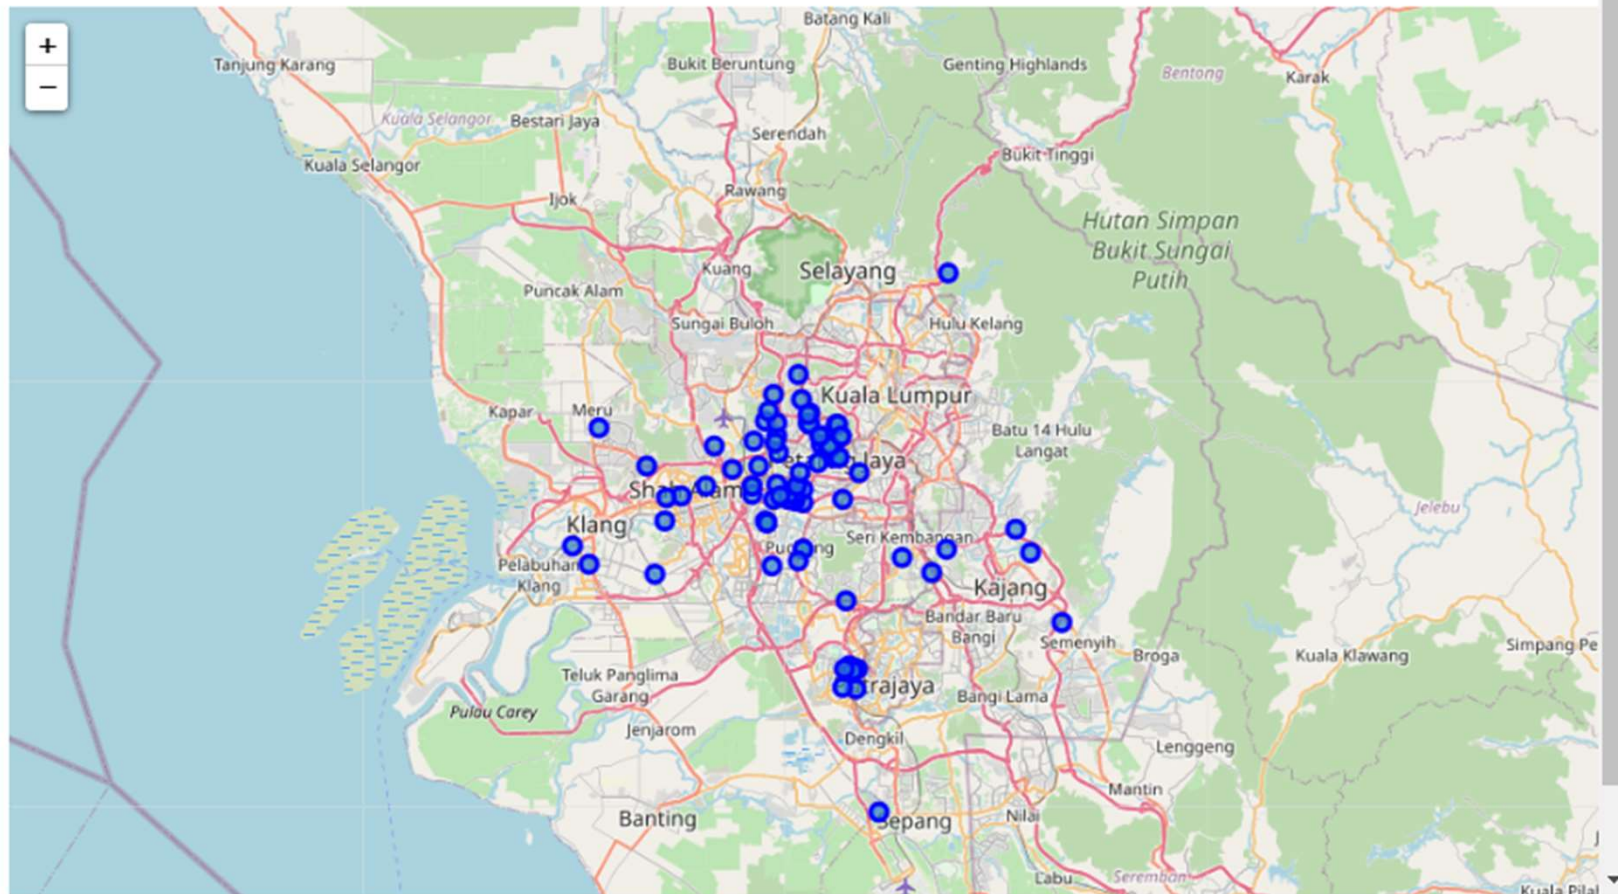 +
−
Batang Kali
Tanjung Karang
Bukit Beruntung
Genting Highlands
Bentong
Karak
Kuala Selangor
Bestari Jaya
Serendah
Kuala Selangor
Bukit Tinggi
Ijok
Rawang
Hutan Simpan
Bukit Sungai
Putih
Kuang
Selayang
Puncak Alam
Sungai Buloh
Hulu Kelang
Kuala Lumpur
Kapar
Meru
Batu 14 Hulu
Langat
Jaya
Klang
Jelebu
Seri Kembangan
Pelabuhan
Klang
Kajang
Bandar Baru
Bangi
Semenyih
Broga
Kuala Klawang
Simpang Pe
Teluk Panglima
Garang
trajaya
Bangi Lama
Pulau Carey
Jenjarom
Dengkil
Lenggeng
Mantin
Banting
Sepang
Nilai
Labu
Seremban
Kuala Pilal